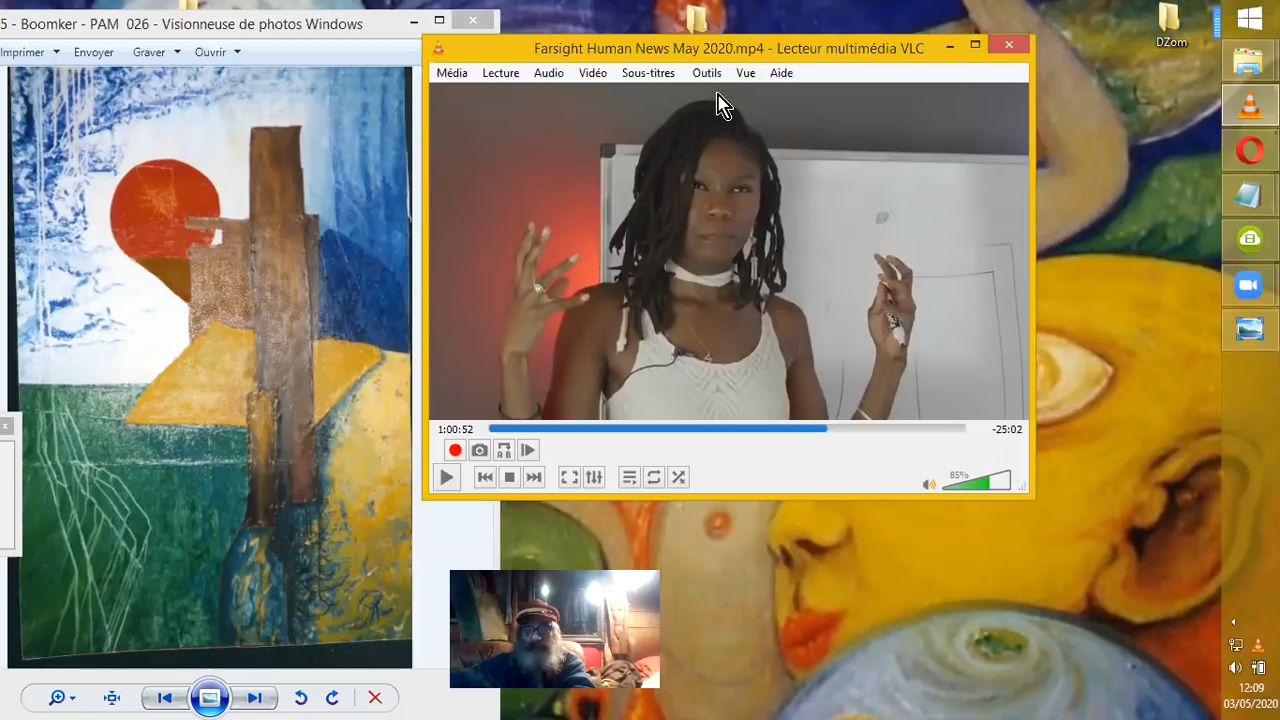 5 - Boomker - PAM 026 - Visionneuse de photos Windows
Imprimer Envoyer Graver Ouvrir
Farsight Human News May 2020.mp4 - Lecteur multimédia VLC
Média Lecture Audio Vidéo Sous-titres Outils Vue Aide
1:00:52
-25:02
A B
85%
DZom
12:09
03/05/2020